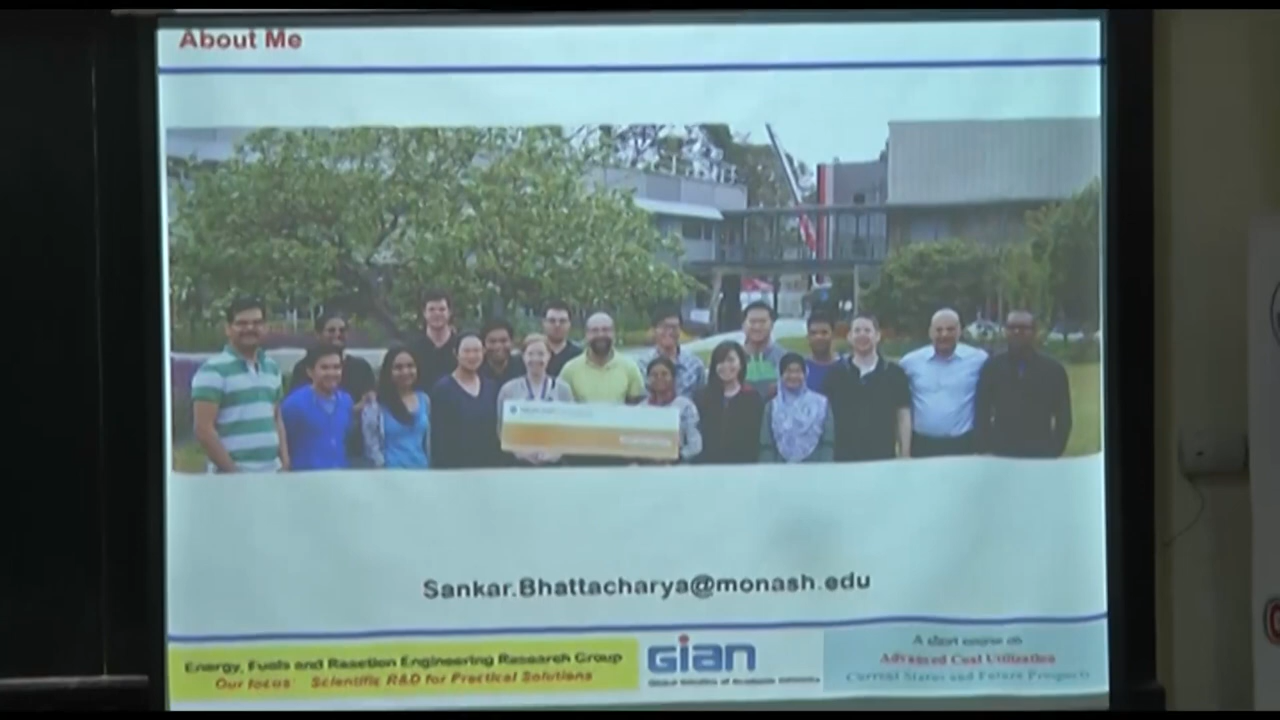 About Me
Sankar.Bhattacharya@monash.edu
Energy, Fuels and Reaction Engineering Research Group
Our focus: Scientific R&D for Practical Solutions
Gian
A short course on
Advanced Coal Utilization
Current Status and Future Prospects